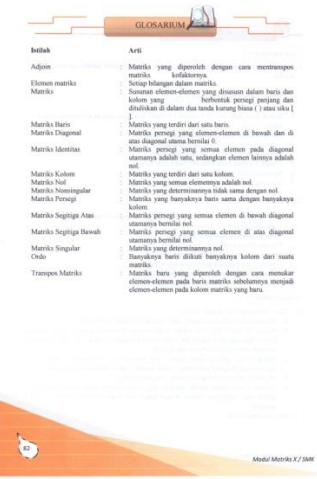 GLOSARIUM
Istilah Arti
Adjoin : Matriks yang diperoleh dengan cara mentranspos
matriks kofaktornya.
Elemen matriks : Setiap bilangan dalam matriks.
Matriks : Susunan elemen-elemen yang disusun dalam baris dan
kolom yang berbentuk persegi panjang dan
dituliskan di dalam dua tanda kurung biasa ( ) atau siku [
].
Matriks Baris : Matriks yang terdiri dari satu baris.
Matriks Diagonal : Matriks persegi yang elemen-elemen di bawah dan di
atas diagonal utama bernilai 0.
Matriks Identitas : Matriks persegi yang semua elemen pada diagonal
utamanya adalah satu, sedangkan elemen lainnya adalah
nol.
Matriks Kolom : Matriks yang terdiri dari satu kolom.
Matriks Nol : Matriks yang semua elemennya adalah nol.
Matriks Nonsingular : Matriks yang determinannya tidak sama dengan nol.
Matriks Persegi : Matriks yang banyaknya baris sama dengan banyaknya
kolom.
Matriks Segitiga Atas : Matriks persegi yang semua elemen di bawah diagonal
utamanya bernilai nol.
Matriks Segitiga Bawah : Matriks persegi yang semua elemen di atas diagonal
utamanya bernilai nol.
Matriks Singular : Matriks yang determinannya nol.
Ordo : Banyaknya baris diikuti banyaknya kolom dari suatu
matriks.
Transpos Matriks : Matriks baru yang diperoleh dengan cara menukar
elemen-elemen pada baris matriks sebelumnya menjadi
elemen-elemen pada kolom matriks yang baru.
82
Modul Matriks X / SMK